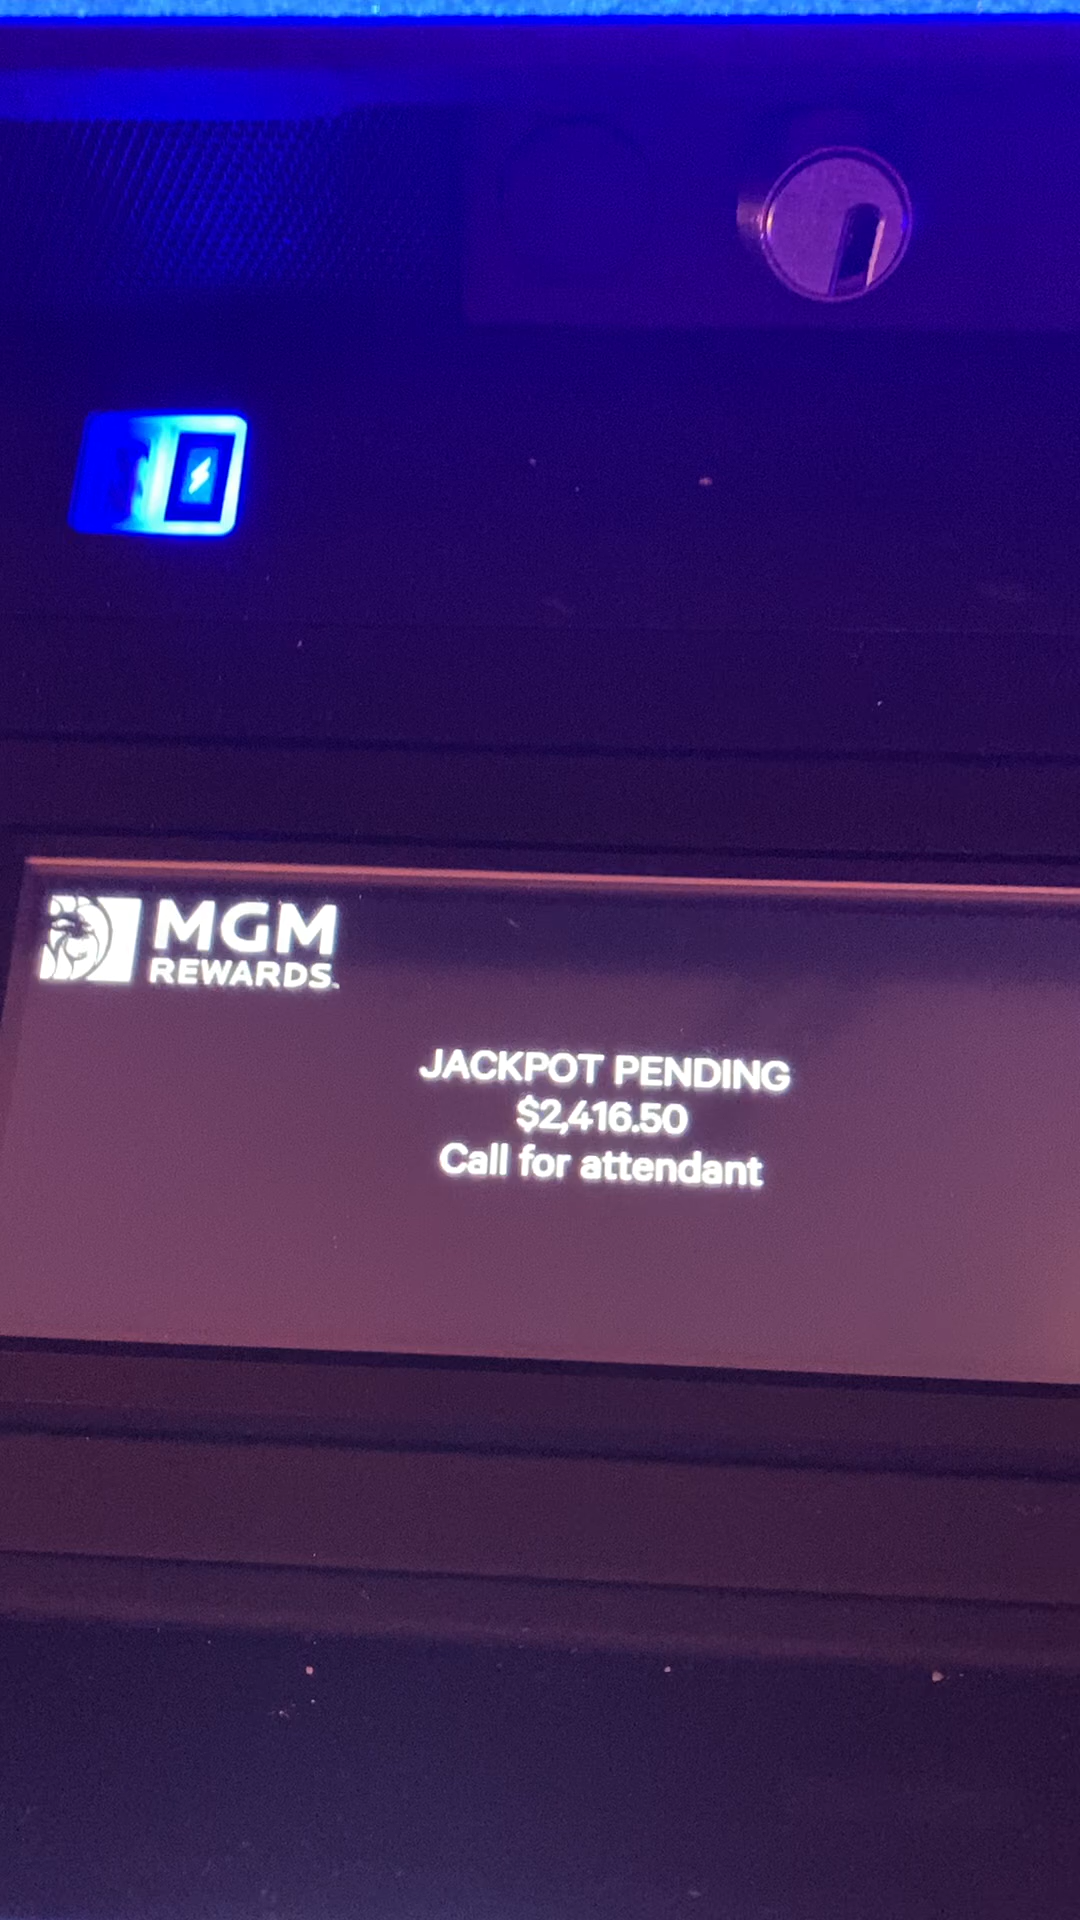 MGM
REWARDS
JACKPOT PENDING
$2,416.50
Call for attendant